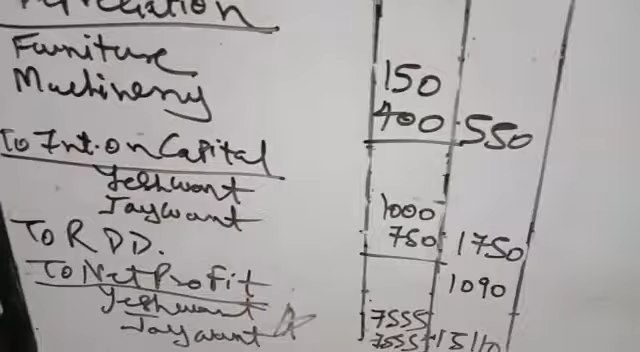 Furniture 150
Machinery 400 550
To Int. on Capital
Yeshwant 1000
Jaywant 750 1750
To R D D. 1090
To Net Profit
Yeshwant 7555
Jaywant 7555